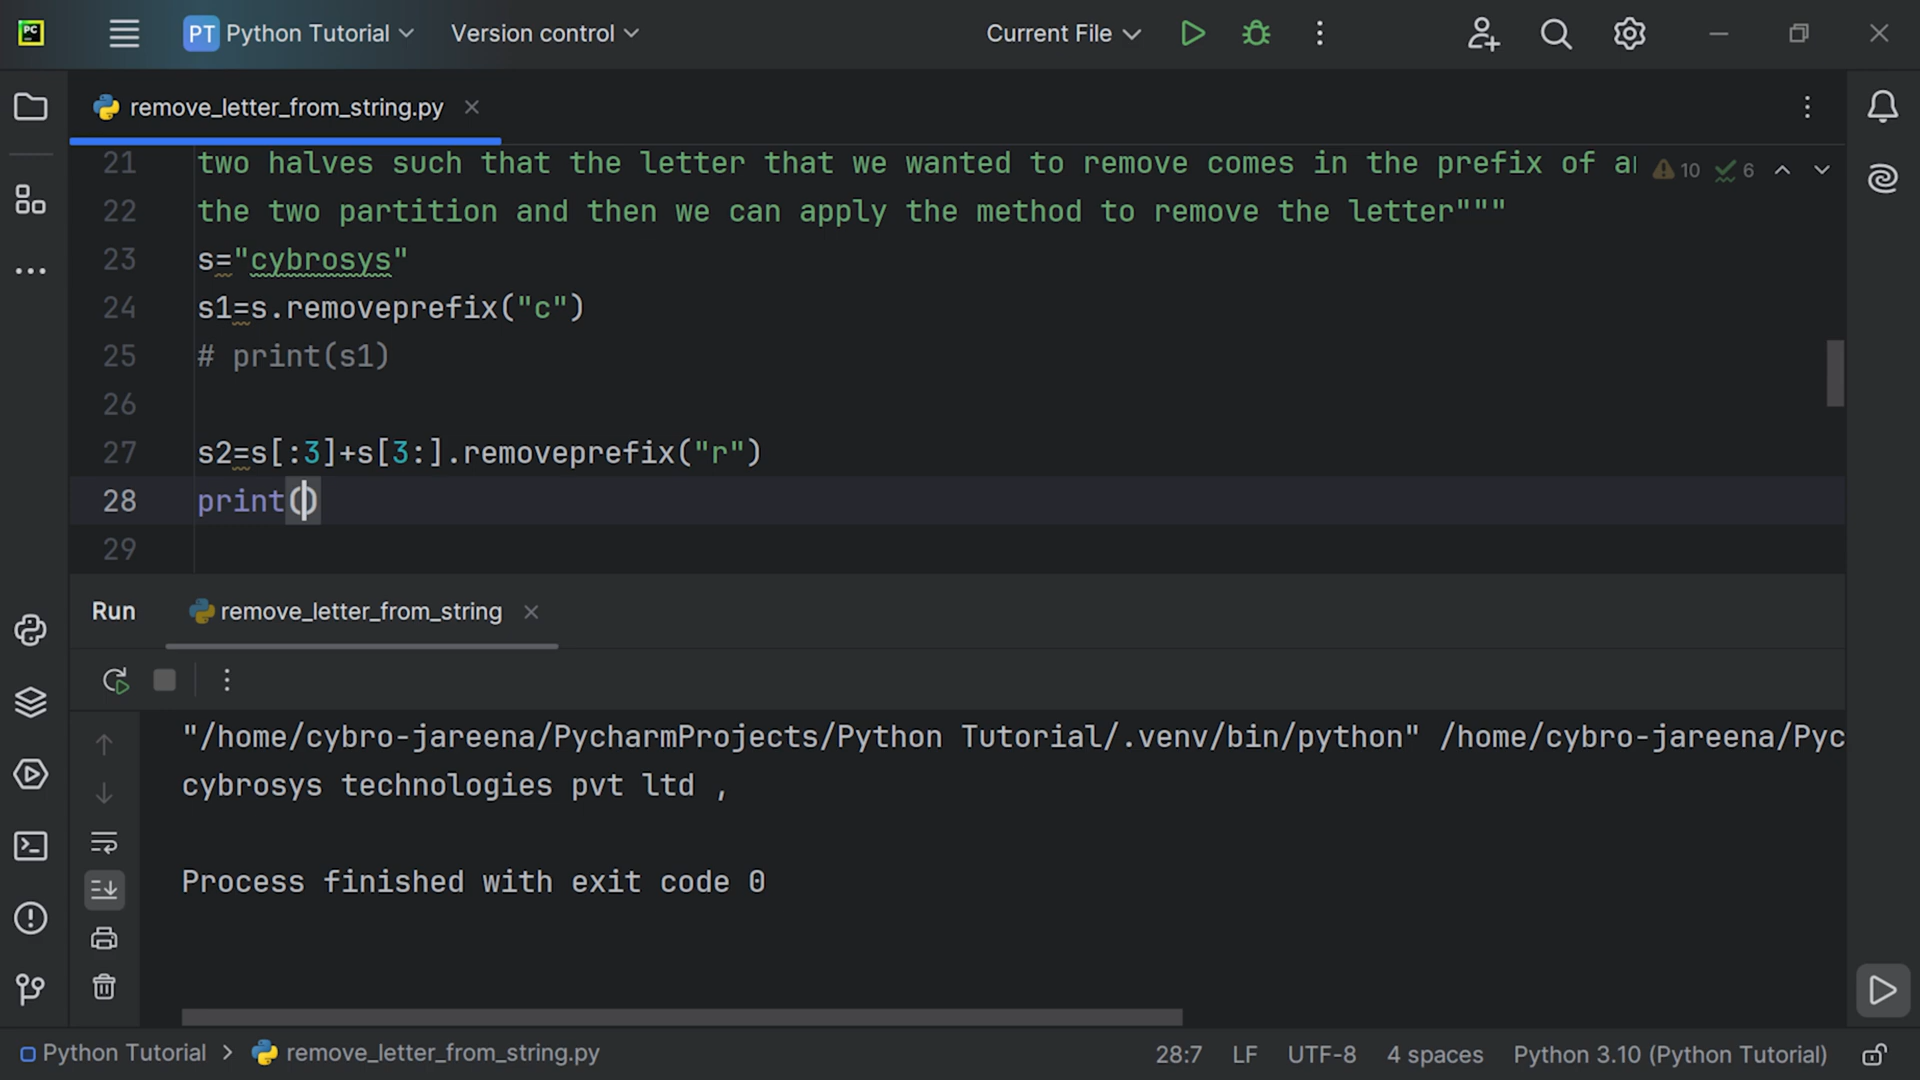 PC
PT Python Tutorial
Version control
Current File
remove_letter_from_string.py
21 two halves such that the letter that we wanted to remove comes in the prefix of
10 6
22 the two partition and then we can apply the method to remove the letter"""
23 s="cybrosys"
24 s1=s.removeprefix("c")
25 # print(s1)
26
27 s2=s[:3]+s[3:].removeprefix("r")
28 print()
29
Run remove_letter_from_string
"/home/cybro-jareena/PycharmProjects/Python Tutorial/.venv/bin/python" /home/cybro-jareena/Pyc
cybrosys technologies pvt ltd ,
Process finished with exit code 0
Python Tutorial > remove_letter_from_string.py
28:7 LF UTF-8 4 spaces Python 3.10 (Python Tutorial)